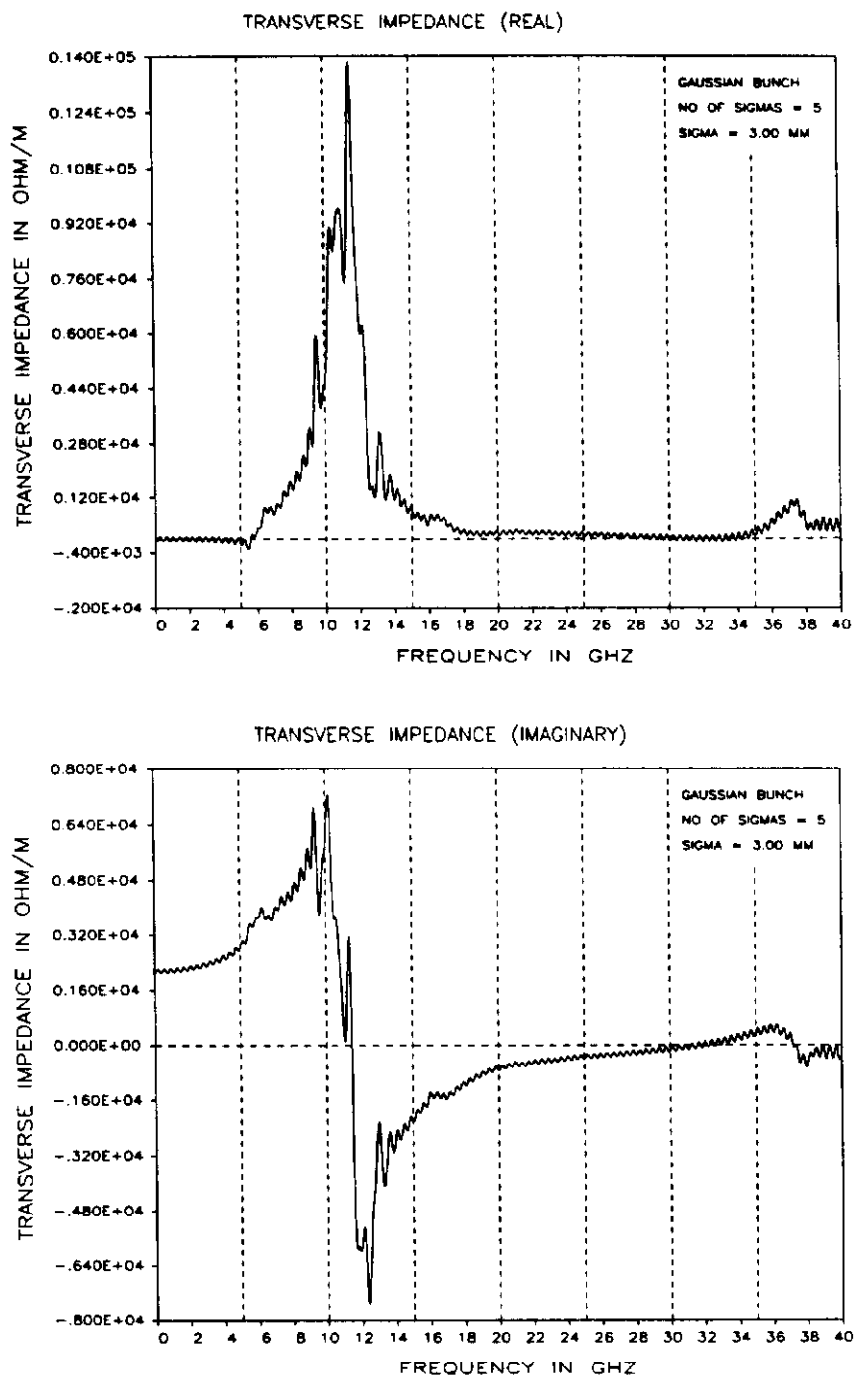 TRANSVERSE IMPEDANCE (REAL)
TRANSVERSE IMPEDANCE IN OHM/M
0.140E+05
0.124E+05
0.108E+05
0.920E+04
0.760E+04
0.600E+04
0.440E+04
0.280E+04
0.120E+04
-.400E+03
-.200E+04
GAUSSIAN BUNCH
NO OF SIGMAS = 5
SIGMA = 3.00 MM
0 2 4 6 8 10 12 14 16 18 20 22 24 26 28 30 32 34 36 38 40
FREQUENCY IN GHZ
TRANSVERSE IMPEDANCE (IMAGINARY)
TRANSVERSE IMPEDANCE IN OHM/M
0.800E+04
0.640E+04
0.480E+04
0.320E+04
0.160E+04
0.000E+00
-.160E+04
-.320E+04
-.480E+04
-.640E+04
-.800E+04
GAUSSIAN BUNCH
NO OF SIGMAS = 5
SIGMA = 3.00 MM
0 2 4 6 8 10 12 14 16 18 20 22 24 26 28 30 32 34 36 38 40
FREQUENCY IN GHZ